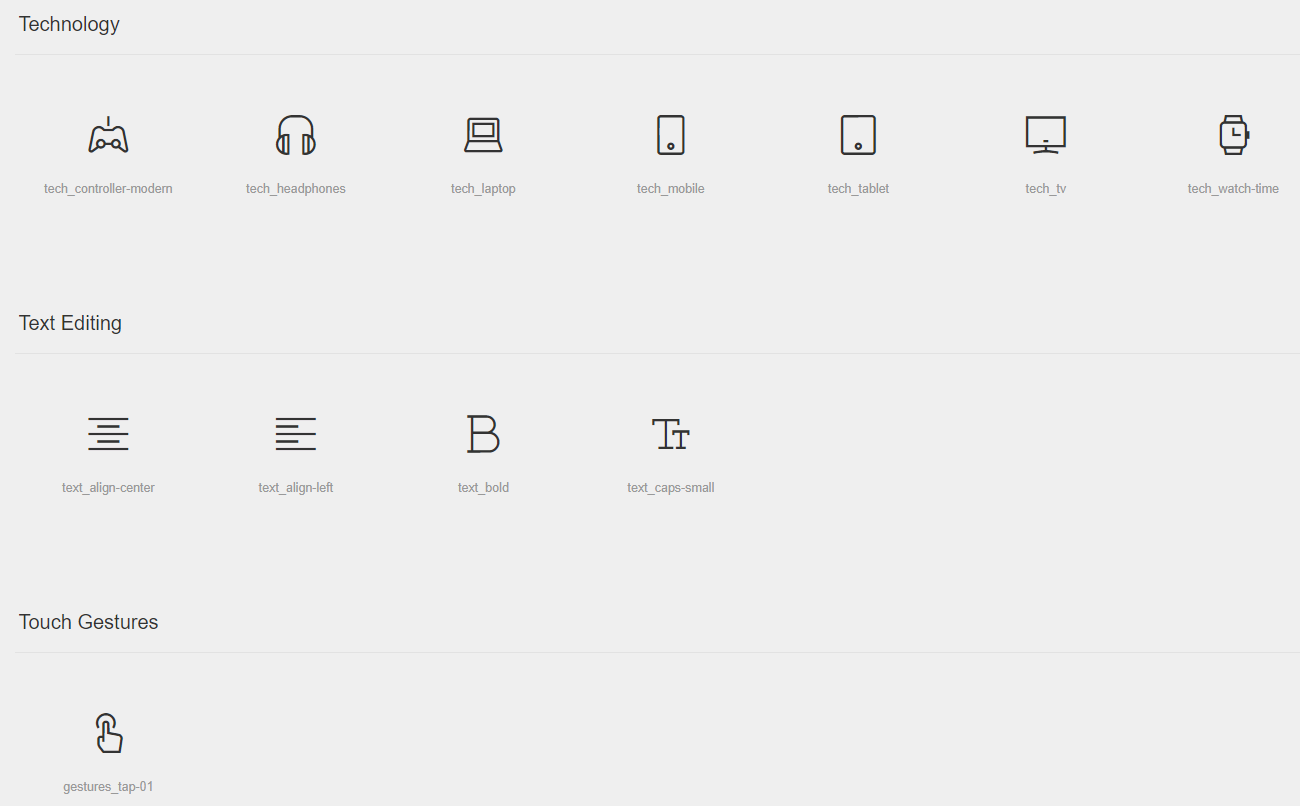 Technology
tech_controller-modern tech_headphones tech_laptop tech_mobile tech_tablet tech_tv tech_watch-time
Text Editing
text_align-center text_align-left text_bold text_caps-small
Touch Gestures
gestures_tap-01